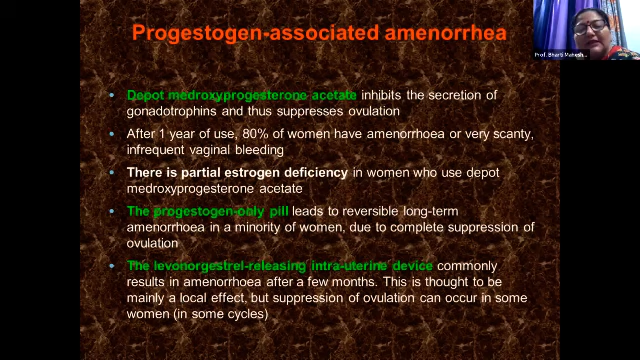 Progestogen-associated amenorrhea
Prof. Bharti Mahesh...
• Depot medroxyprogesterone acetate inhibits the secretion of
gonadotrophins and thus suppresses ovulation
• After 1 year of use, 80% of women have amenorrhoea or very scanty,
infrequent vaginal bleeding
• There is partial estrogen deficiency in women who use depot
medroxyprogesterone acetate
• The progestogen-only pill leads to reversible long-term
amenorrhoea in a minority of women, due to complete suppression of
ovulation
• The levonorgestrel-releasing intra-uterine device commonly
results in amenorrhoea after a few months. This is thought to be
mainly a local effect, but suppression of ovulation can occur in some
women (in some cycles)